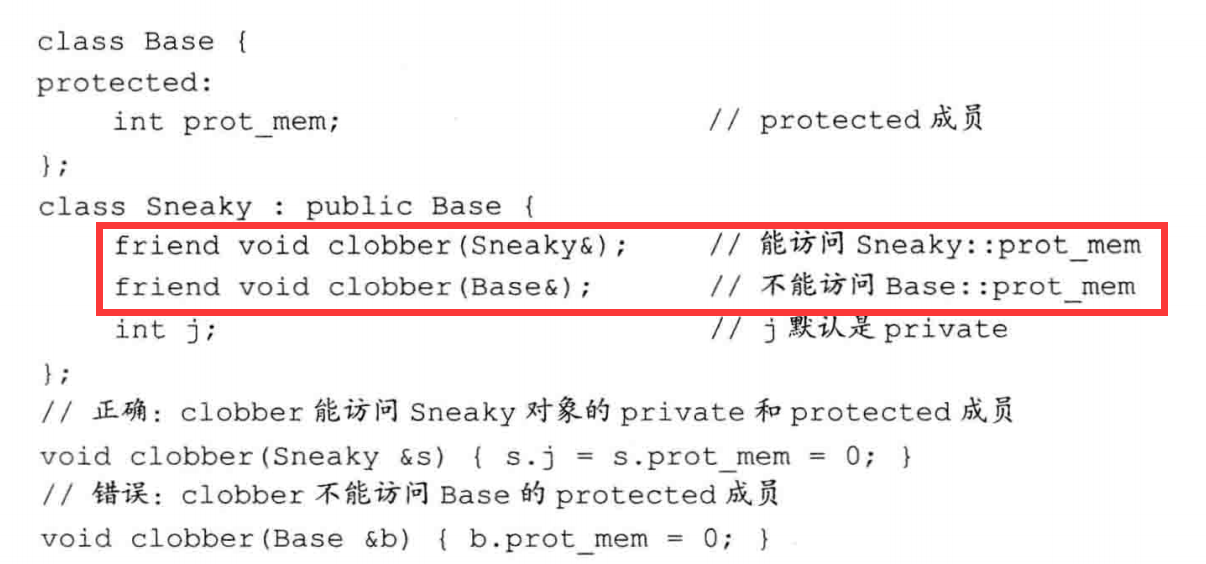 class Base {
protected:
    int prot_mem;                    // protected 成员
};
class Sneaky : public Base {
    friend void clobber(Sneaky&);    // 能访问 Sneaky::prot_mem
    friend void clobber(Base&);      // 不能访问 Base::prot_mem
    int j;                           // j 默认是 private
};
// 正确：clobber 能访问 Sneaky 对象的 private 和 protected 成员
void clobber(Sneaky &s) { s.j = s.prot_mem = 0; }
// 错误：clobber 不能访问 Base 的 protected 成员
void clobber(Base &b) { b.prot_mem = 0; }